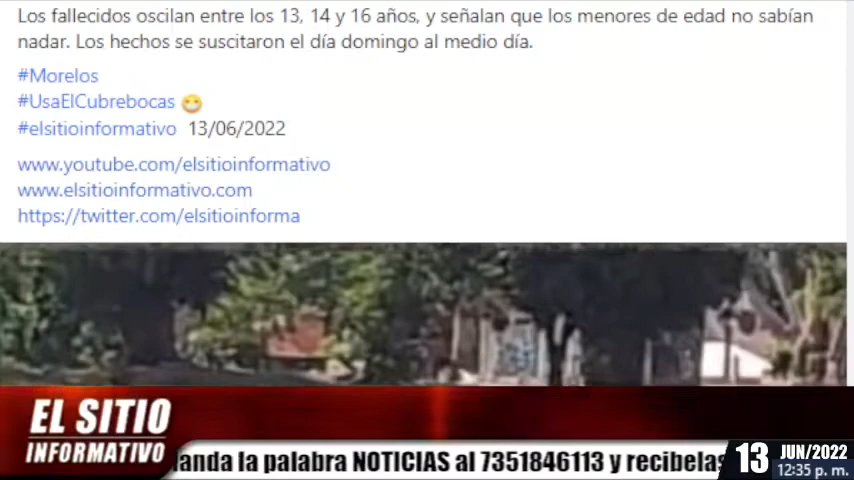 Los fallecidos oscilan entre los 13, 14 y 16 años, y señalan que los menores de edad no sabían
nadar. Los hechos se suscitaron el día domingo al medio día.
#Morelos
#UsaElCubrebocas 😷
#elsitioinformativo 13/06/2022
www.youtube.com/elsitioinformativo
www.elsitioinformativo.com
https://twitter.com/elsitioinforma
EL SITIO
INFORMATIVO
anda la palabra NOTICIAS al 7351846113 y recibelas
13 JUN/2022
12:35 p. m.